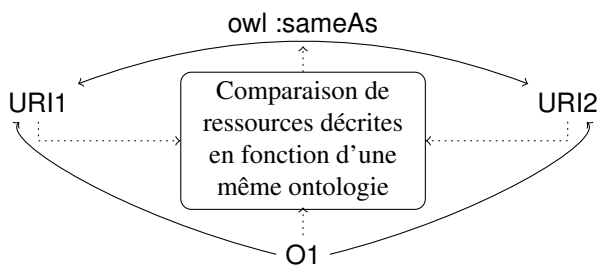 owl :sameAs
URI1
Comparaison de
ressources décrites
en fonction d'une
même ontologie
URI2
O1